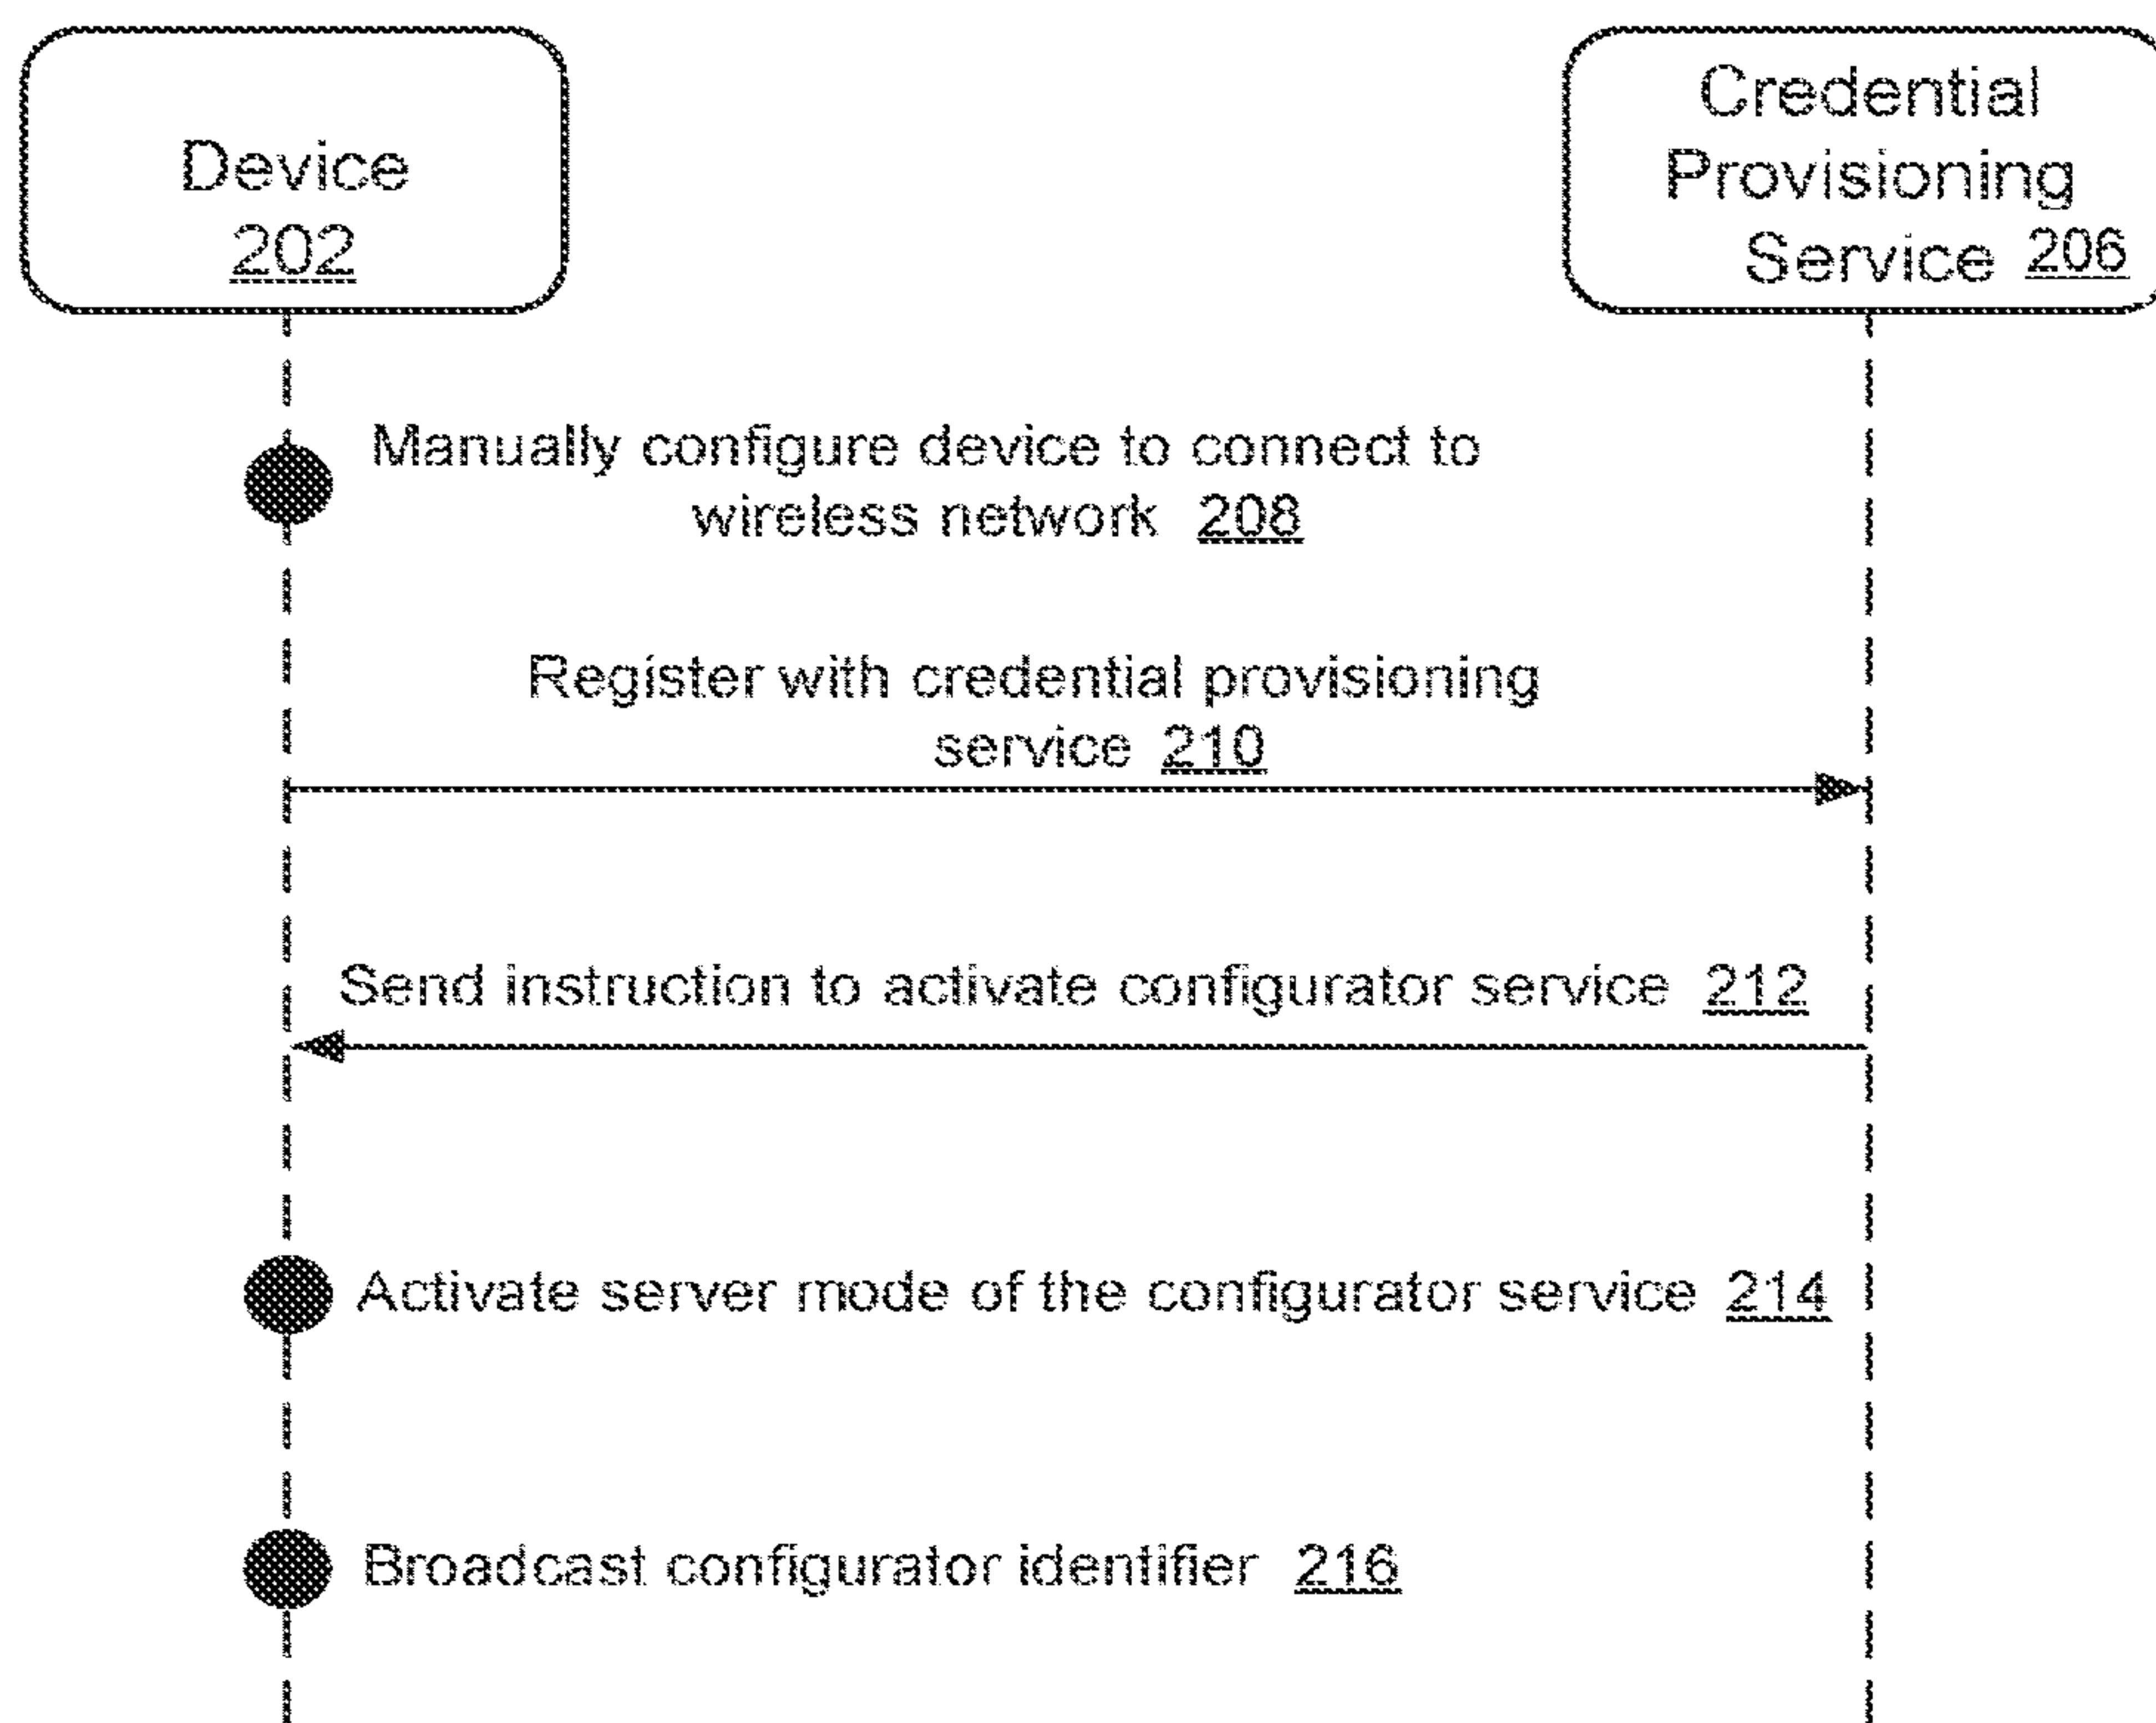 Device
202
Credential
Provisioning
Service 206
Manually configure device to connect to
wireless network 208
Register with credential provisioning
service 210
Send instruction to activate configurator service 212
Activate server mode of the configurator service 214
Broadcast configurator identifier 216